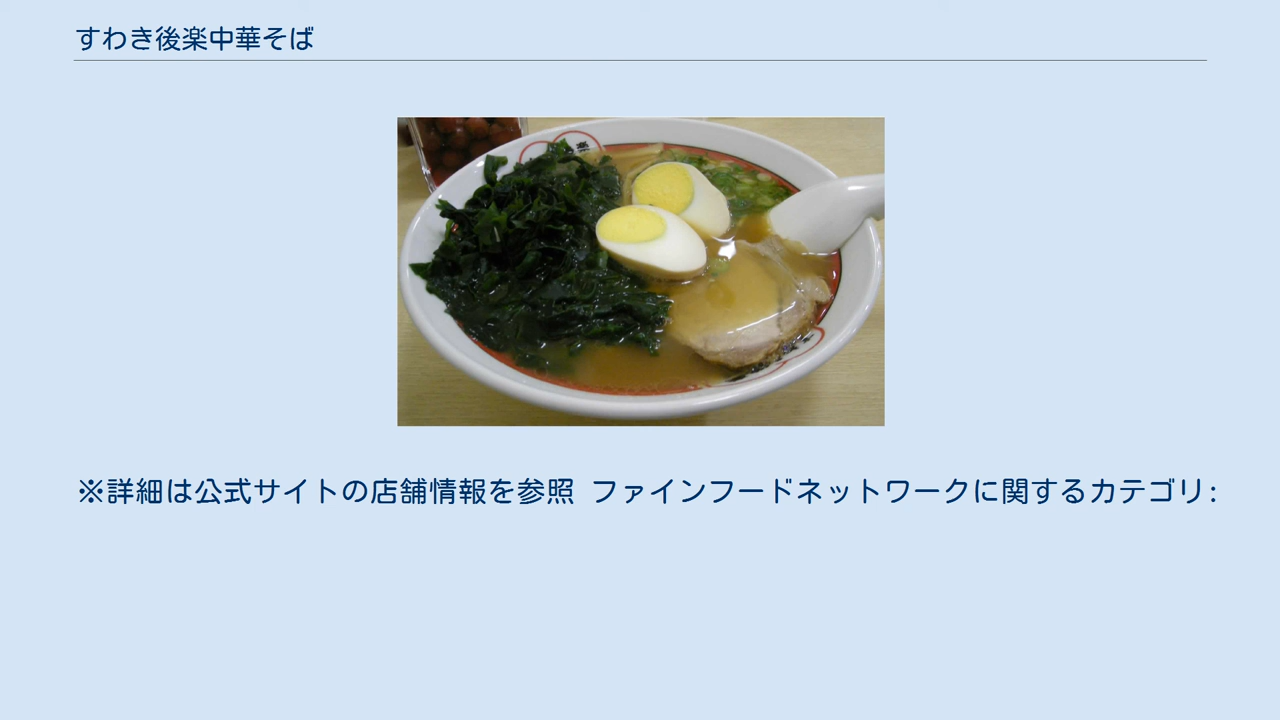 すわき後楽中華そば
※詳細は公式サイトの店舗情報を参照 ファインフードネットワークに関するカテゴリ: